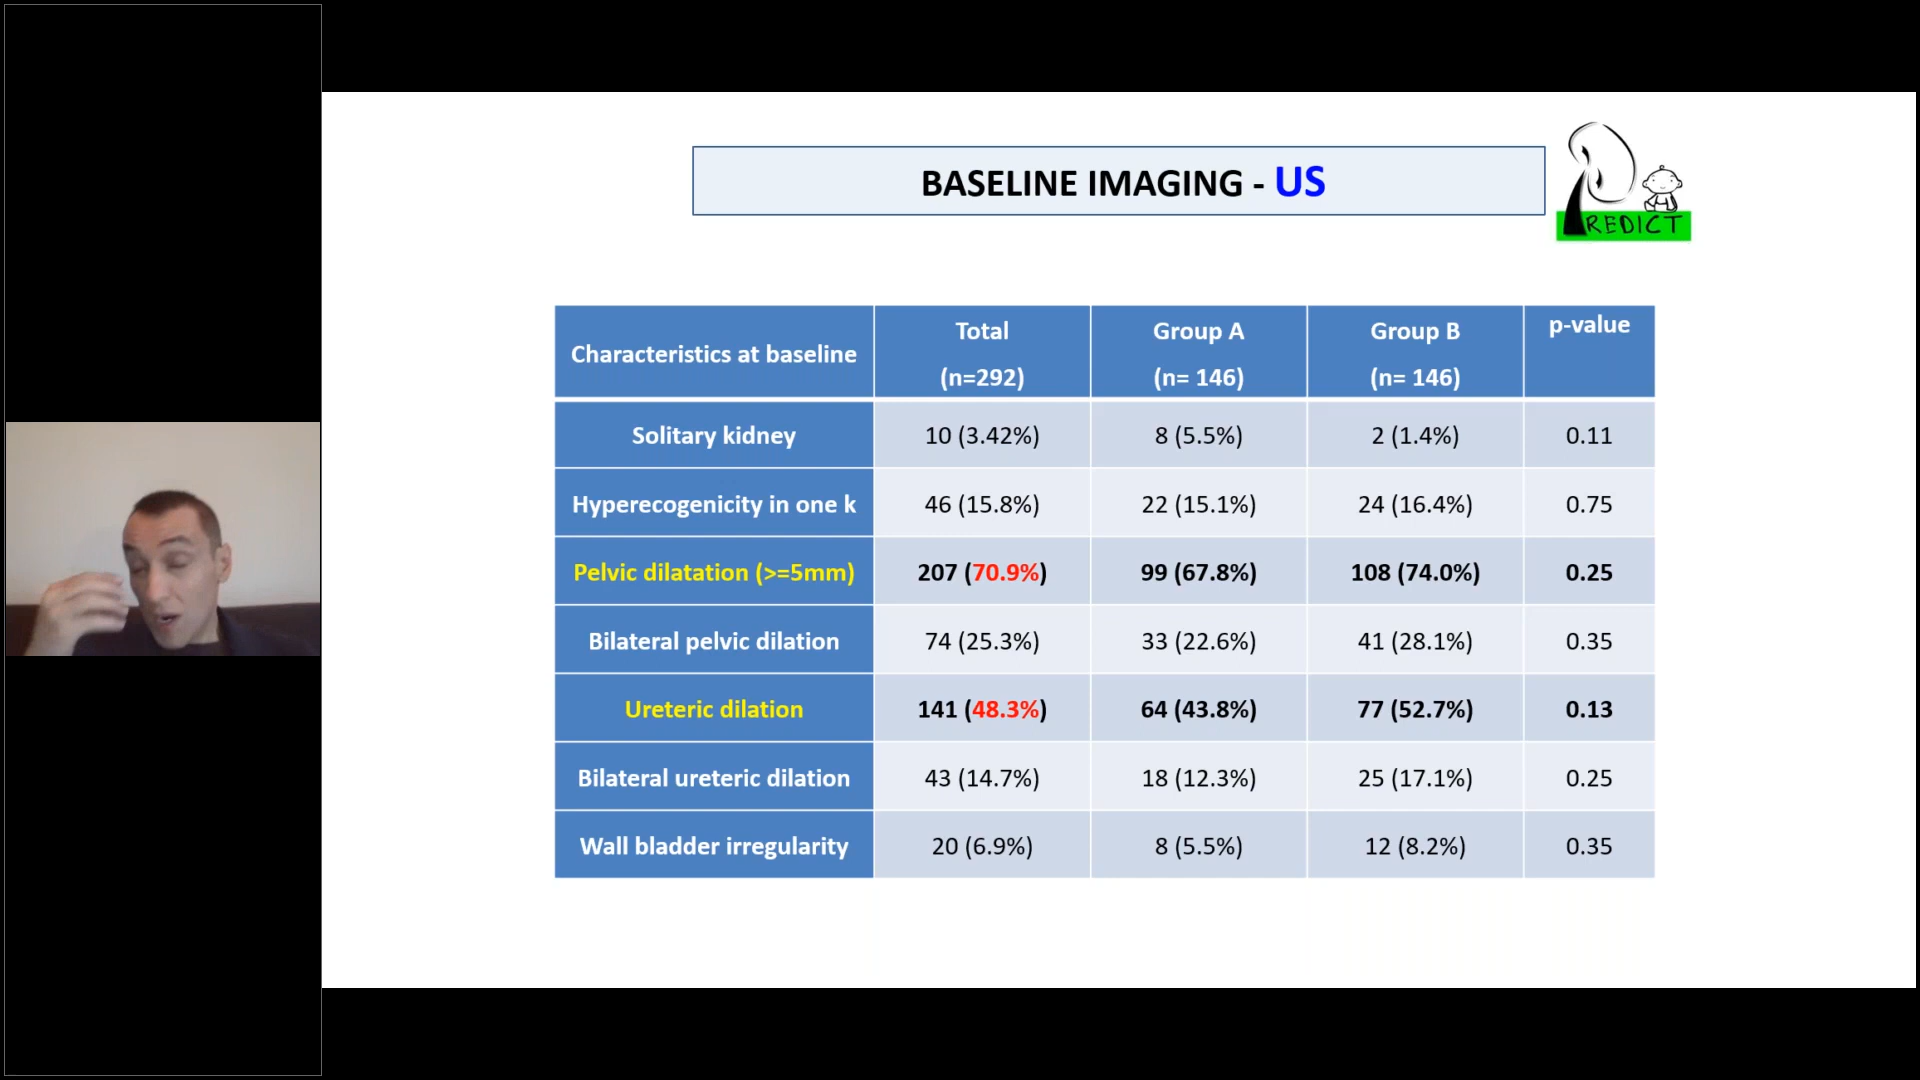 BASELINE IMAGING - US
PREDICT
Characteristics at baseline
Total
(n=292)
Group A
(n= 146)
Group B
(n= 146)
p-value
Solitary kidney 10 (3.42%) 8 (5.5%) 2 (1.4%) 0.11
Hyperecogenicity in one k 46 (15.8%) 22 (15.1%) 24 (16.4%) 0.75
Pelvic dilatation (>=5mm) 207 (70.9%) 99 (67.8%) 108 (74.0%) 0.25
Bilateral pelvic dilation 74 (25.3%) 33 (22.6%) 41 (28.1%) 0.35
Ureteric dilation 141 (48.3%) 64 (43.8%) 77 (52.7%) 0.13
Bilateral ureteric dilation 43 (14.7%) 18 (12.3%) 25 (17.1%) 0.25
Wall bladder irregularity 20 (6.9%) 8 (5.5%) 12 (8.2%) 0.35